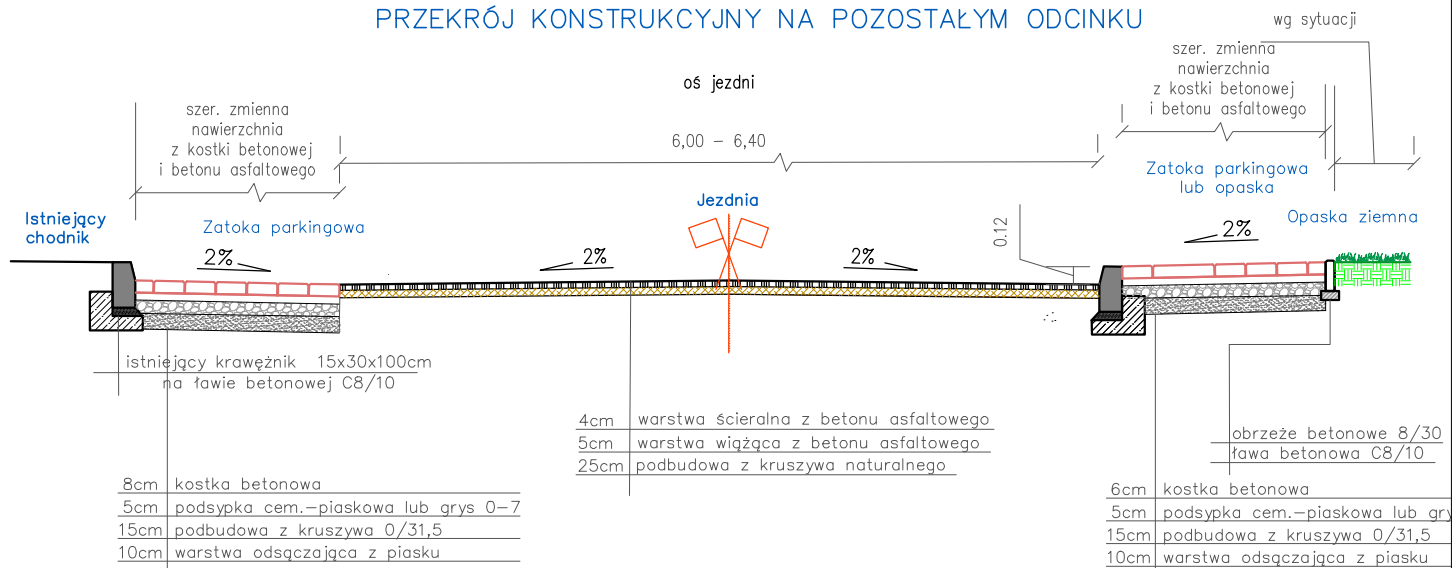 PRZEKRÓJ KONSTRUKCYJNY NA POZOSTAŁYM ODCINKU
wg sytuacji
szer. zmienna
nawierzchnia
z kostki betonowej
i betonu asfaltowego
oś jezdni
szer. zmienna
nawierzchnia
z kostki betonowej
i betonu asfaltowego
6,00 – 6,40
Zatoka parkingowa
lub opaska
Istniejący
chodnik
Zatoka parkingowa
Jezdnia
Opaska ziemna
0.12
2%
2%
2%
2%
istniejący krawężnik 15x30x100cm
na ławie betonowej C8/10
4cm warstwa ścieralna z betonu asfaltowego
5cm warstwa wiążąca z betonu asfaltowego
25cm podbudowa z kruszywa naturalnego
obrzeże betonowe 8/30
ława betonowa C8/10
8cm kostka betonowa
5cm podsypka cem.–piaskowa lub grys 0–7
15cm podbudowa z kruszywa 0/31,5
10cm warstwa odsączająca z piasku
6cm kostka betonowa
5cm podsypka cem.–piaskowa lub gry
15cm podbudowa z kruszywa 0/31,5
10cm warstwa odsączająca z piasku